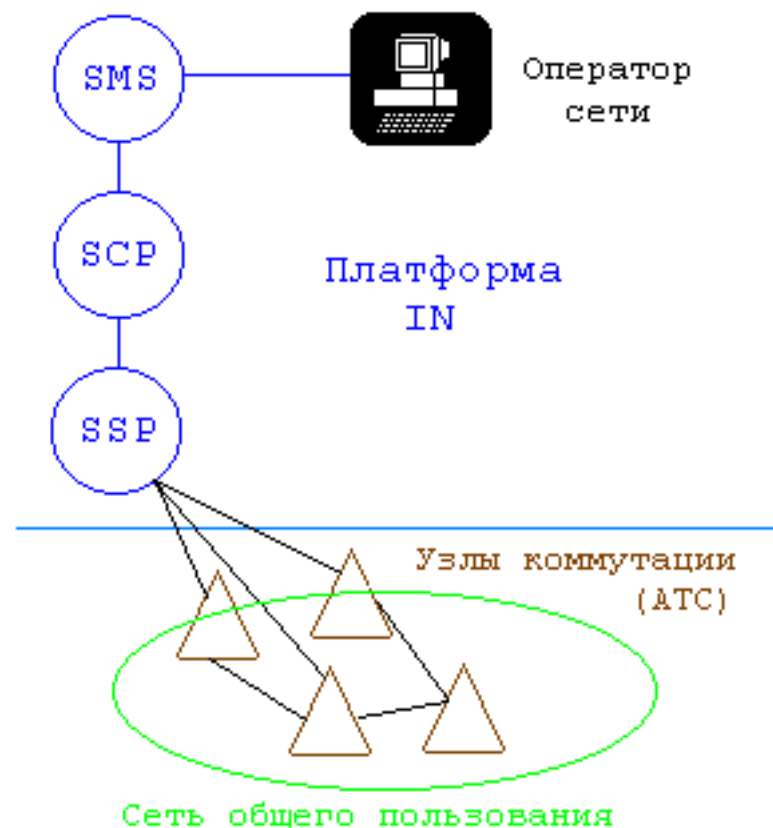 SMS
Оператор
сети
SCP
Платформа
IN
SSP
Узлы коммутации
(АТС)
Сеть общего пользования